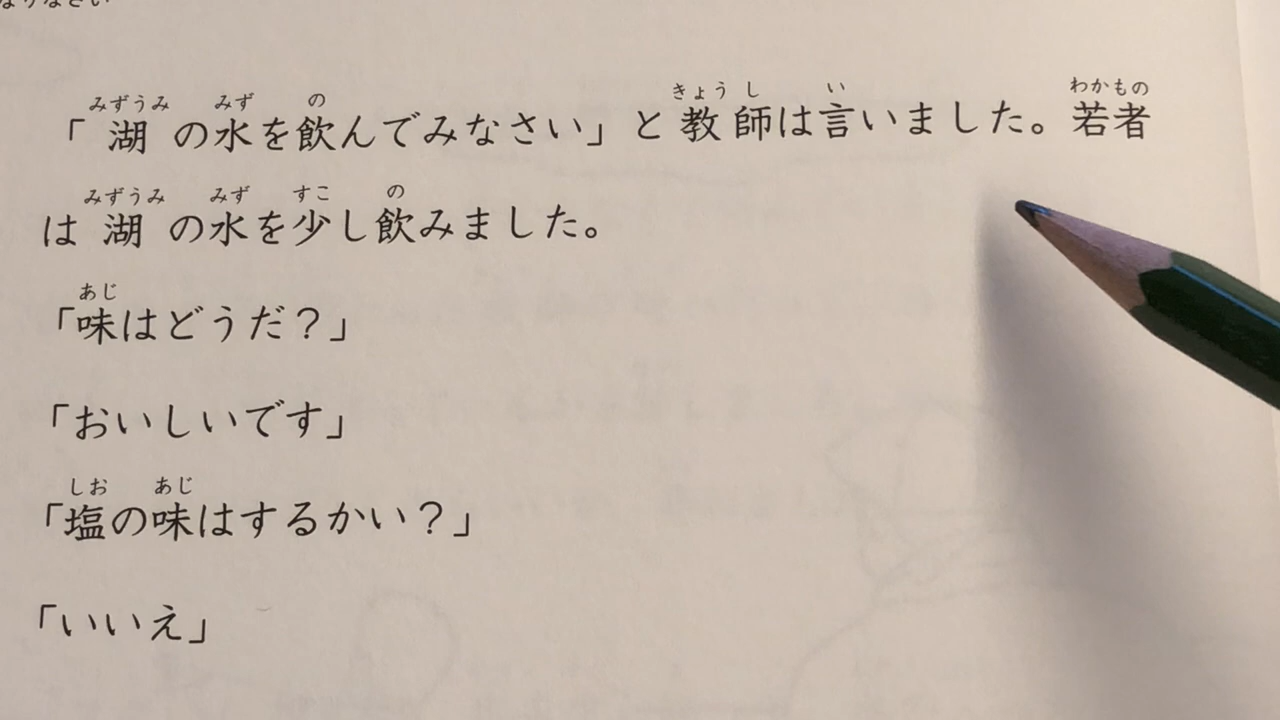 「湖の水を飲んでみなさい」と教師は言いました。若者
は湖の水を少し飲みました。
「味はどうだ？」
「おいしいです」
「塩の味はするかい？」
「いいえ」